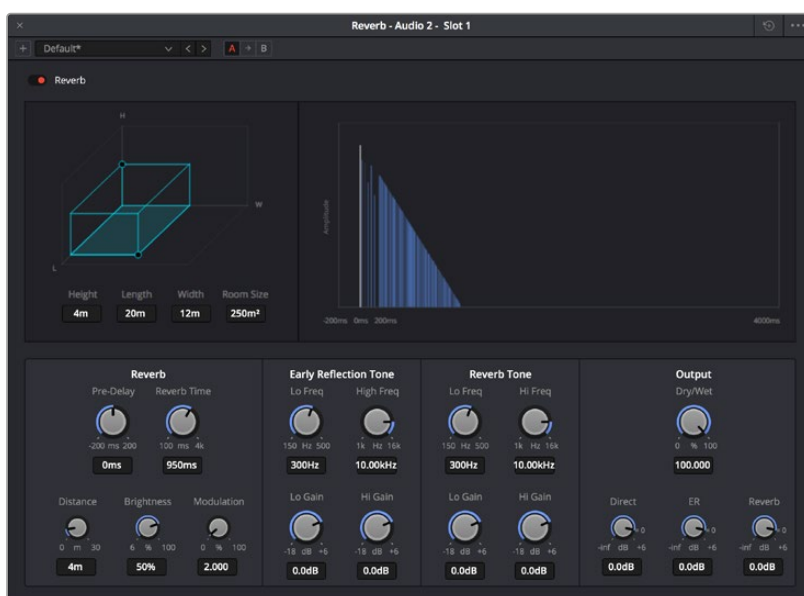 Reverb - Audio 2 - Slot 1
Default*
A
B
Reverb
H
W
L
Height Length Width Room Size
4m 20m 12m 250m²
Amplitude
-200ms 0ms 200ms 4000ms
Reverb
Pre-Delay Reverb Time
-200 ms 200 100 ms 4k
0ms 950ms
Distance Brightness Modulation
0 m 30 6 % 100 0 % 100
4m 50% 2.000
Early Reflection Tone
Lo Freq High Freq
150 Hz 500 1k Hz 16k
300Hz 10.00kHz
Lo Gain Hi Gain
-18 dB +6 -18 dB +6
0.0dB 0.0dB
Reverb Tone
Lo Freq Hi Freq
150 Hz 500 1k Hz 16k
300Hz 10.00kHz
Lo Gain Hi Gain
-18 dB +6 -18 dB +6
0.0dB 0.0dB
Output
Dry/Wet
0 % 100
100.000
Direct ER Reverb
0 0 0
-inf dB +6 -inf dB +6 -inf dB +6
0.0dB 0.0dB 0.0dB